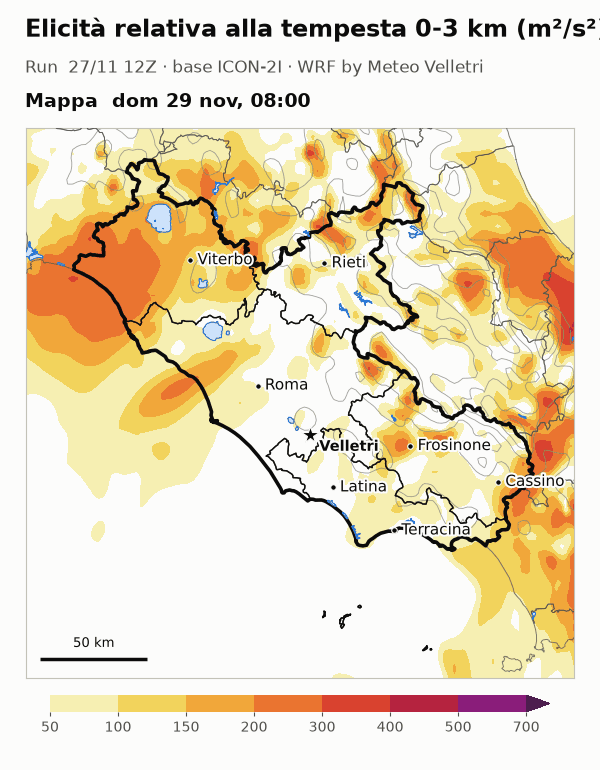 Elicità relativa alla tempesta 0-3 km (m²/s²)
Run 27/11 12Z · base ICON-2I · WRF by Meteo Velletri
Mappa dom 29 nov, 08:00
Viterbo
Rieti
Roma
Velletri
Frosinone
Cassino
Latina
Terracina
50 km
50 100 150 200 300 400 500 700